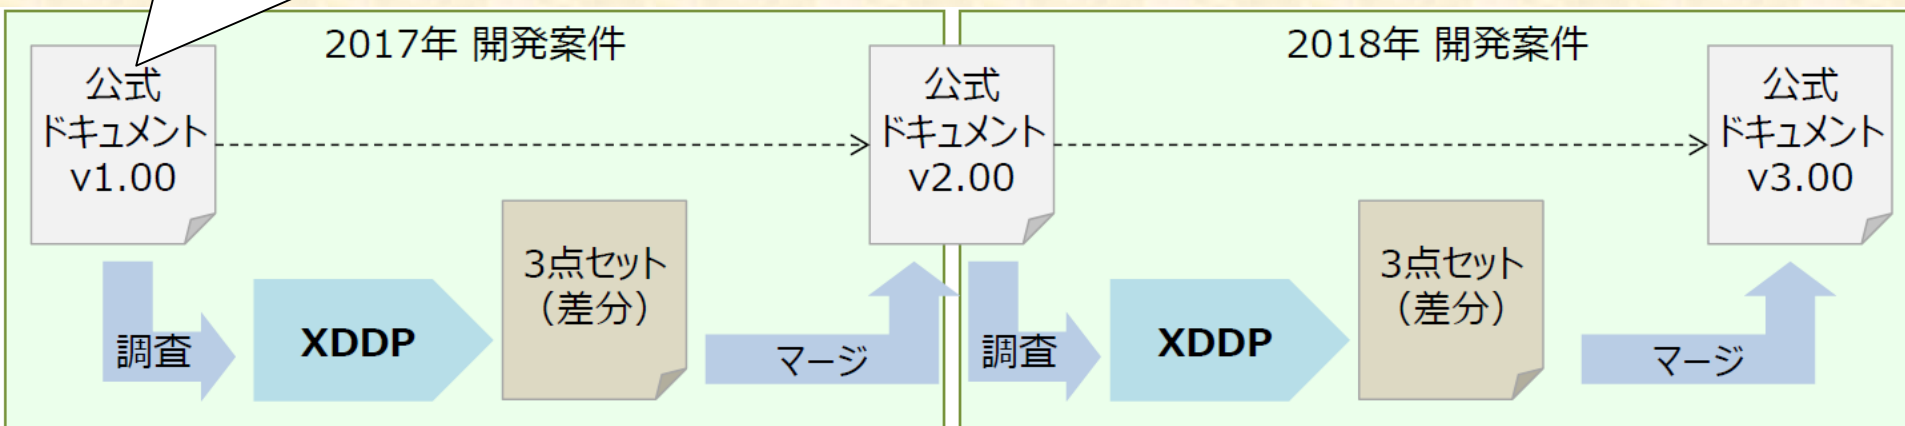 2017年 開発案件
公式
ドキュメント
v1.00
調査
XDDP
3点セット
（差分）
マージ
公式
ドキュメント
v2.00
2018年 開発案件
調査
XDDP
3点セット
（差分）
マージ
公式
ドキュメント
v3.00